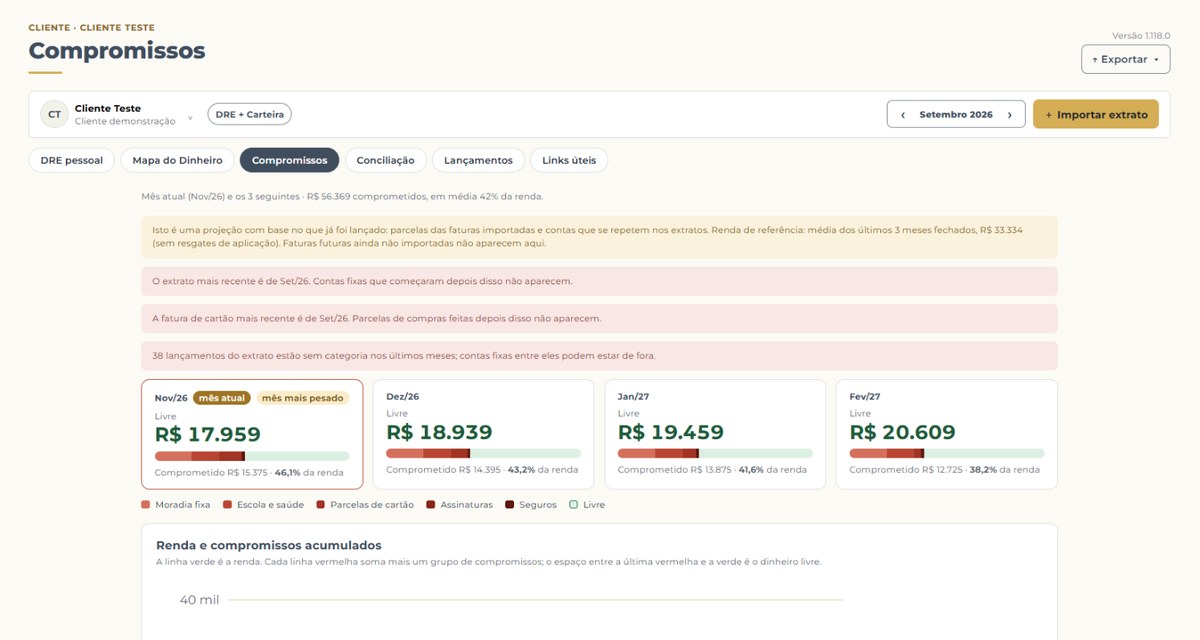 CLIENTE · CLIENTE TESTE
Compromissos
Versão 1.118.0
↑ Exportar
CT
Cliente Teste
Cliente demonstração
DRE + Carteira
‹ Setembro 2026 ›
+ Importar extrato
DRE pessoal
Mapa do Dinheiro
Compromissos
Conciliação
Lançamentos
Links úteis
Mês atual (Nov/26) e os 3 seguintes · R$ 56.369 comprometidos, em média 42% da renda.
Isto é uma projeção com base no que já foi lançado: parcelas das faturas importadas e contas que se repetem nos extratos. Renda de referência: média dos últimos 3 meses fechados, R$ 33.334
(sem resgates de aplicação). Faturas futuras ainda não importadas não aparecem aqui.
O extrato mais recente é de Set/26. Contas fixas que começaram depois disso não aparecem.
A fatura de cartão mais recente é de Set/26. Parcelas de compras feitas depois disso não aparecem.
38 lançamentos do extrato estão sem categoria nos últimos meses; contas fixas entre eles podem estar de fora.
Nov/26 mês atual mês mais pesado
Livre
R$ 17.959
Comprometido R$ 15.375 · 46,1% da renda
Dez/26
Livre
R$ 18.939
Comprometido R$ 14.395 · 43,2% da renda
Jan/27
Livre
R$ 19.459
Comprometido R$ 13.875 · 41,6% da renda
Fev/27
Livre
R$ 20.609
Comprometido R$ 12.725 · 38,2% da renda
Moradia fixa
Escola e saúde
Parcelas de cartão
Assinaturas
Seguros
Livre
Renda e compromissos acumulados
A linha verde é a renda. Cada linha vermelha soma mais um grupo de compromissos; o espaço entre a última vermelha e a verde é o dinheiro livre.
40 mil